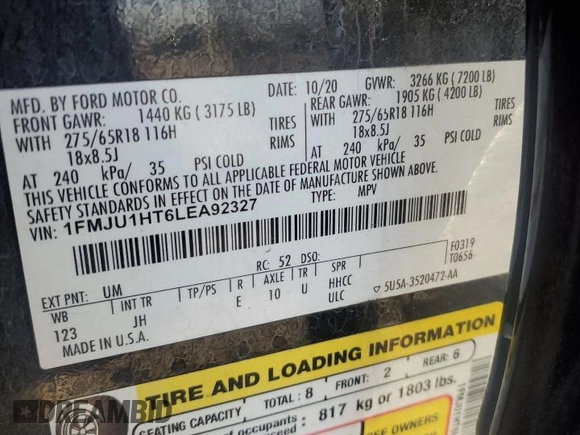 MFD. BY FORD MOTOR CO. DATE: 10/20 GVWR: 3266 KG ( 7200 LB)
FRONT GAWR: 1440 KG ( 3175 LB) REAR GAWR: 1905 KG ( 4200 LB)
WITH 275/65R18 116H TIRES WITH 275/65R18 116H TIRES
18x8.5J RIMS 18x8.5J RIMS
AT 240 kPa/ 35 PSI COLD AT 240 kPa/ 35 PSI COLD
THIS VEHICLE CONFORMS TO ALL APPLICABLE FEDERAL MOTOR VEHICLE
SAFETY STANDARDS IN EFFECT ON THE DATE OF MANUFACTURE SHOWN ABOVE.
VIN: 1FMJU1HT6LEA92327 TYPE: MPV
F0319
T0656
EXT PNT: UM RC: 52 DSO:
WB INT TR TP/PS R AXLE TR SPR
123 JH E 10 U HHCC
ULC
MADE IN U.S.A. 5U5A-3520472-AA
TIRE AND LOADING INFORMATION
SEATING CAPACITY TOTAL: 8 FRONT: 2 REAR: 6
of occupants
817 kg or 1803 lbs.
OWNERS
DREAMBID